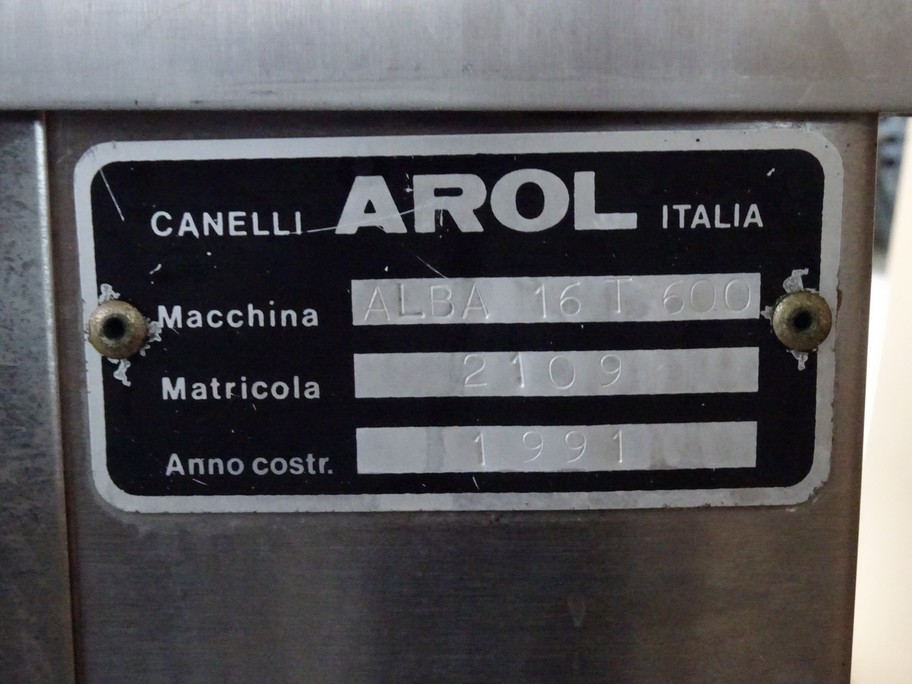 CANELLI AROL ITALIA
Macchina ALBA 16 T 600
Matricola 2109
Anno costr. 1991